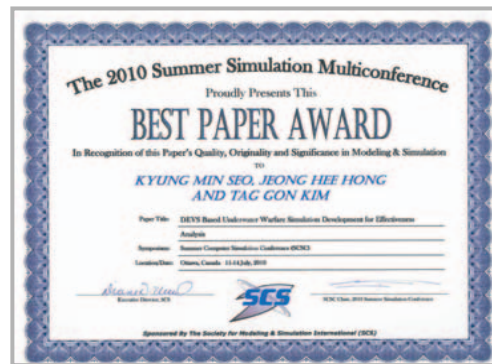 The 2010 Summer Simulation Multiconference
Proudly Presents This
BEST PAPER AWARD
In Recognition of this Paper's Quality, Originality and Significance in Modeling & Simulation
TO
KYUNG MIN SEO, JEONG HEE HONG
AND TAG GON KIM
Paper Title: DEVS Based Underwater Warfare Simulation Development for Effectiveness
Analysis
Symposium: Summer Computer Simulation Conference (SCSC)
Location/Date: Ottawa, Canada 11-14 July, 2010
Executive Director, SCS
SCS
SCSC Chair, 2010 Summer Simulation Conference
Sponsored By The Society for Modeling & Simulation International (SCS)